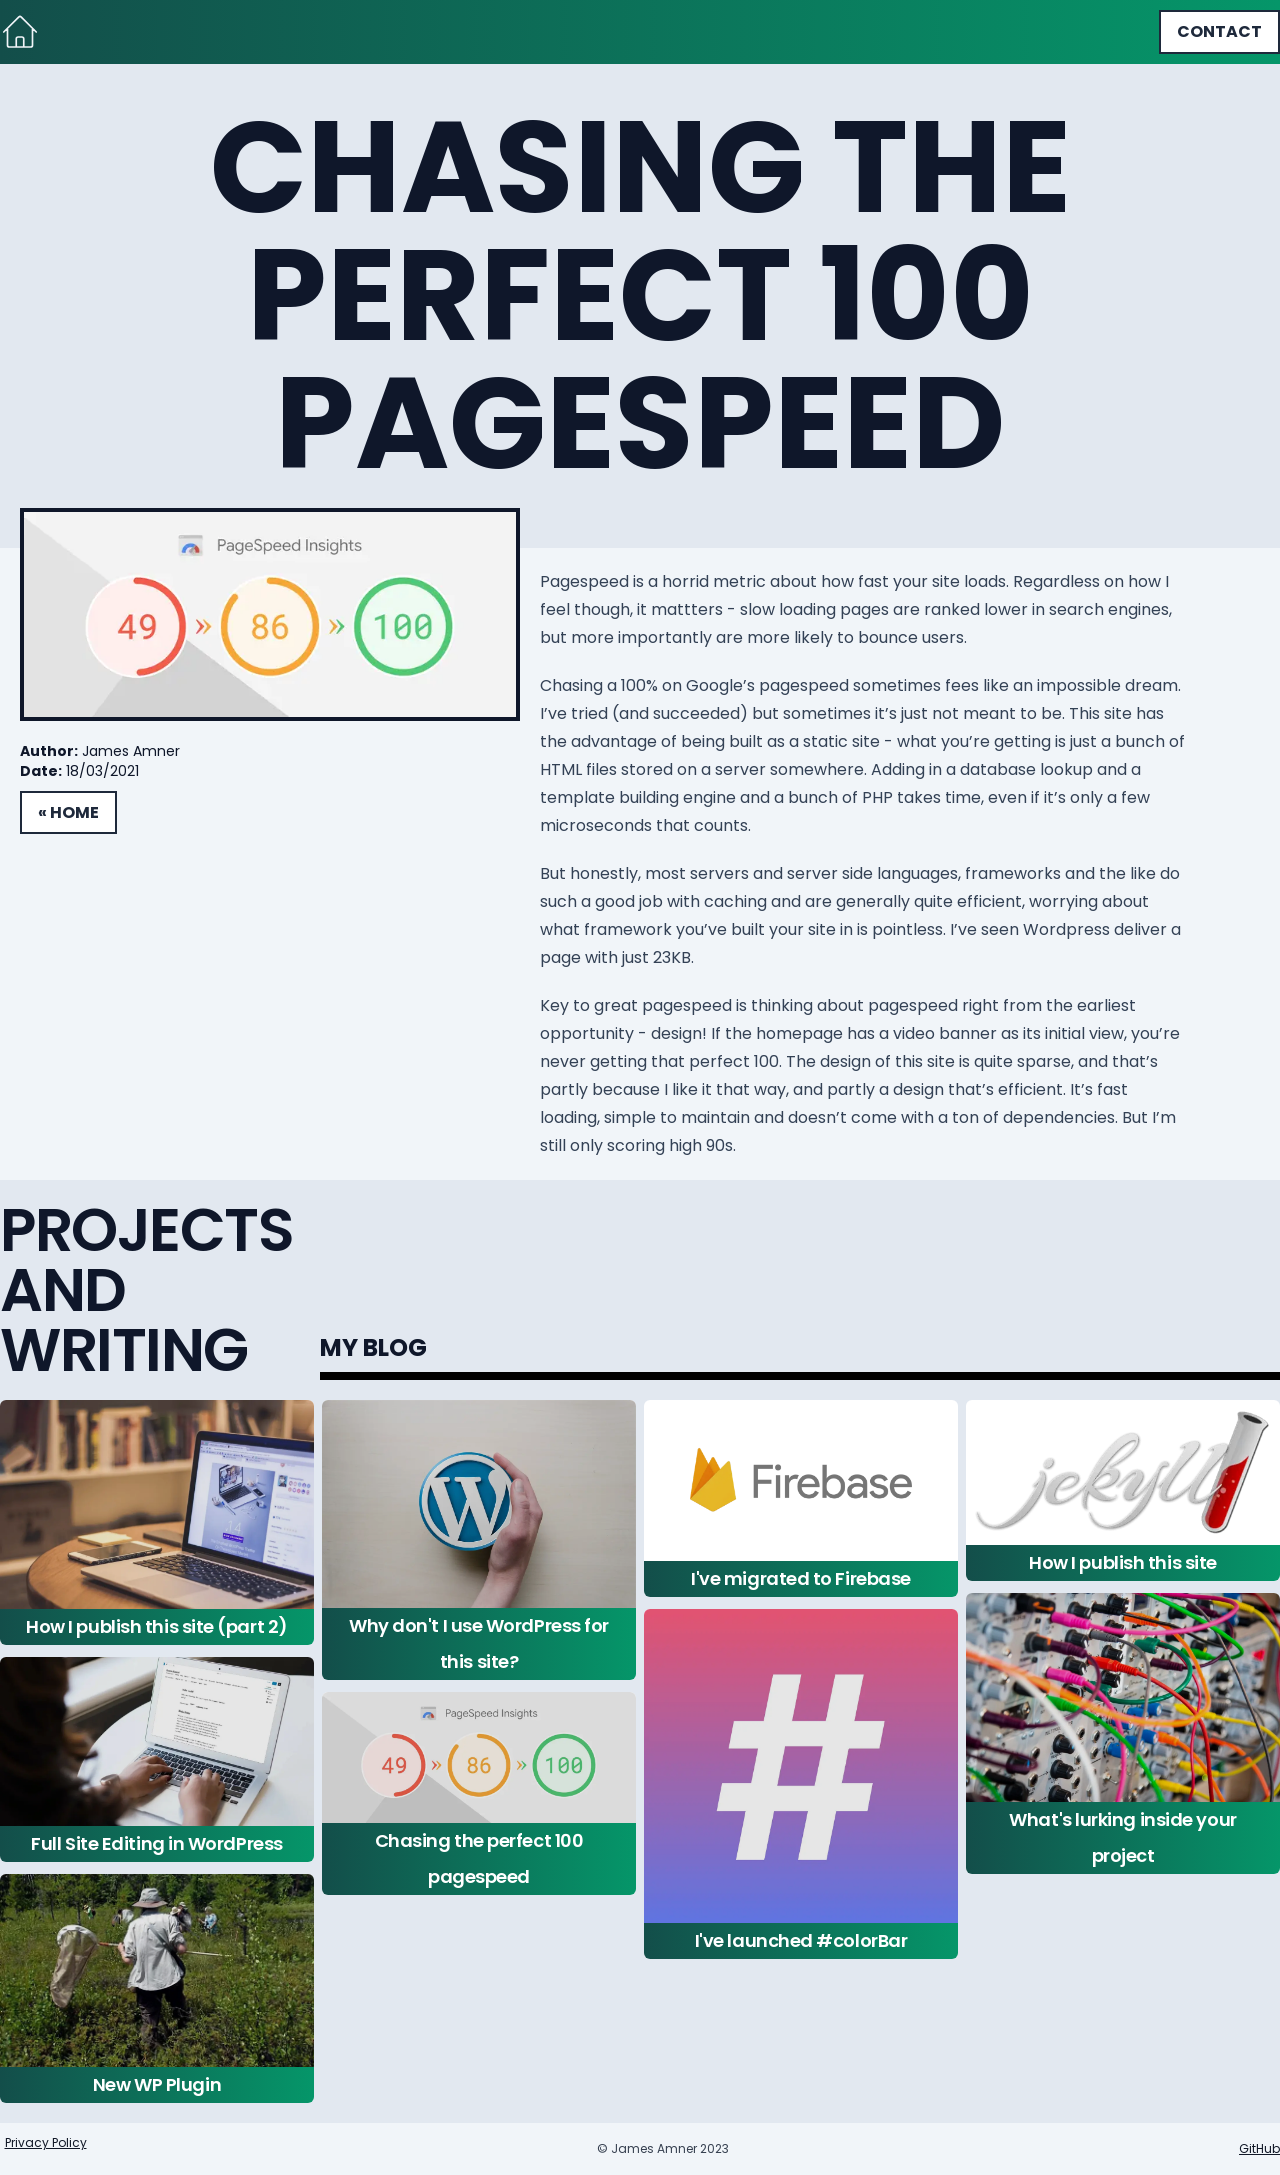 CONTACT
CHASING THE
PERFECT 100
PAGESPEED
PageSpeed Insights
49 » 86 » 100
Author: James Amner
Date: 18/03/2021
« HOME
Pagespeed is a horrid metric about how fast your site loads. Regardless on how I
feel though, it mattters - slow loading pages are ranked lower in search engines,
but more importantly are more likely to bounce users.
Chasing a 100% on Google’s pagespeed sometimes fees like an impossible dream.
I’ve tried (and succeeded) but sometimes it’s just not meant to be. This site has
the advantage of being built as a static site - what you’re getting is just a bunch of
HTML files stored on a server somewhere. Adding in a database lookup and a
template building engine and a bunch of PHP takes time, even if it’s only a few
microseconds that counts.
But honestly, most servers and server side languages, frameworks and the like do
such a good job with caching and are generally quite efficient, worrying about
what framework you’ve built your site in is pointless. I’ve seen Wordpress deliver a
page with just 23KB.
Key to great pagespeed is thinking about pagespeed right from the earliest
opportunity - design! If the homepage has a video banner as its initial view, you’re
never getting that perfect 100. The design of this site is quite sparse, and that’s
partly because I like it that way, and partly a design that’s efficient. It’s fast
loading, simple to maintain and doesn’t come with a ton of dependencies. But I’m
still only scoring high 90s.
PROJECTS
AND
WRITING
MY BLOG
How I publish this site (part 2)
Full Site Editing in WordPress
New WP Plugin
W
Why don't I use WordPress for
this site?
PageSpeed Insights
49 » 86 » 100
Chasing the perfect 100
pagespeed
Firebase
I've migrated to Firebase
#
I've launched #colorBar
jekyll
How I publish this site
What's lurking inside your
project
Privacy Policy
© James Amner 2023
GitHub